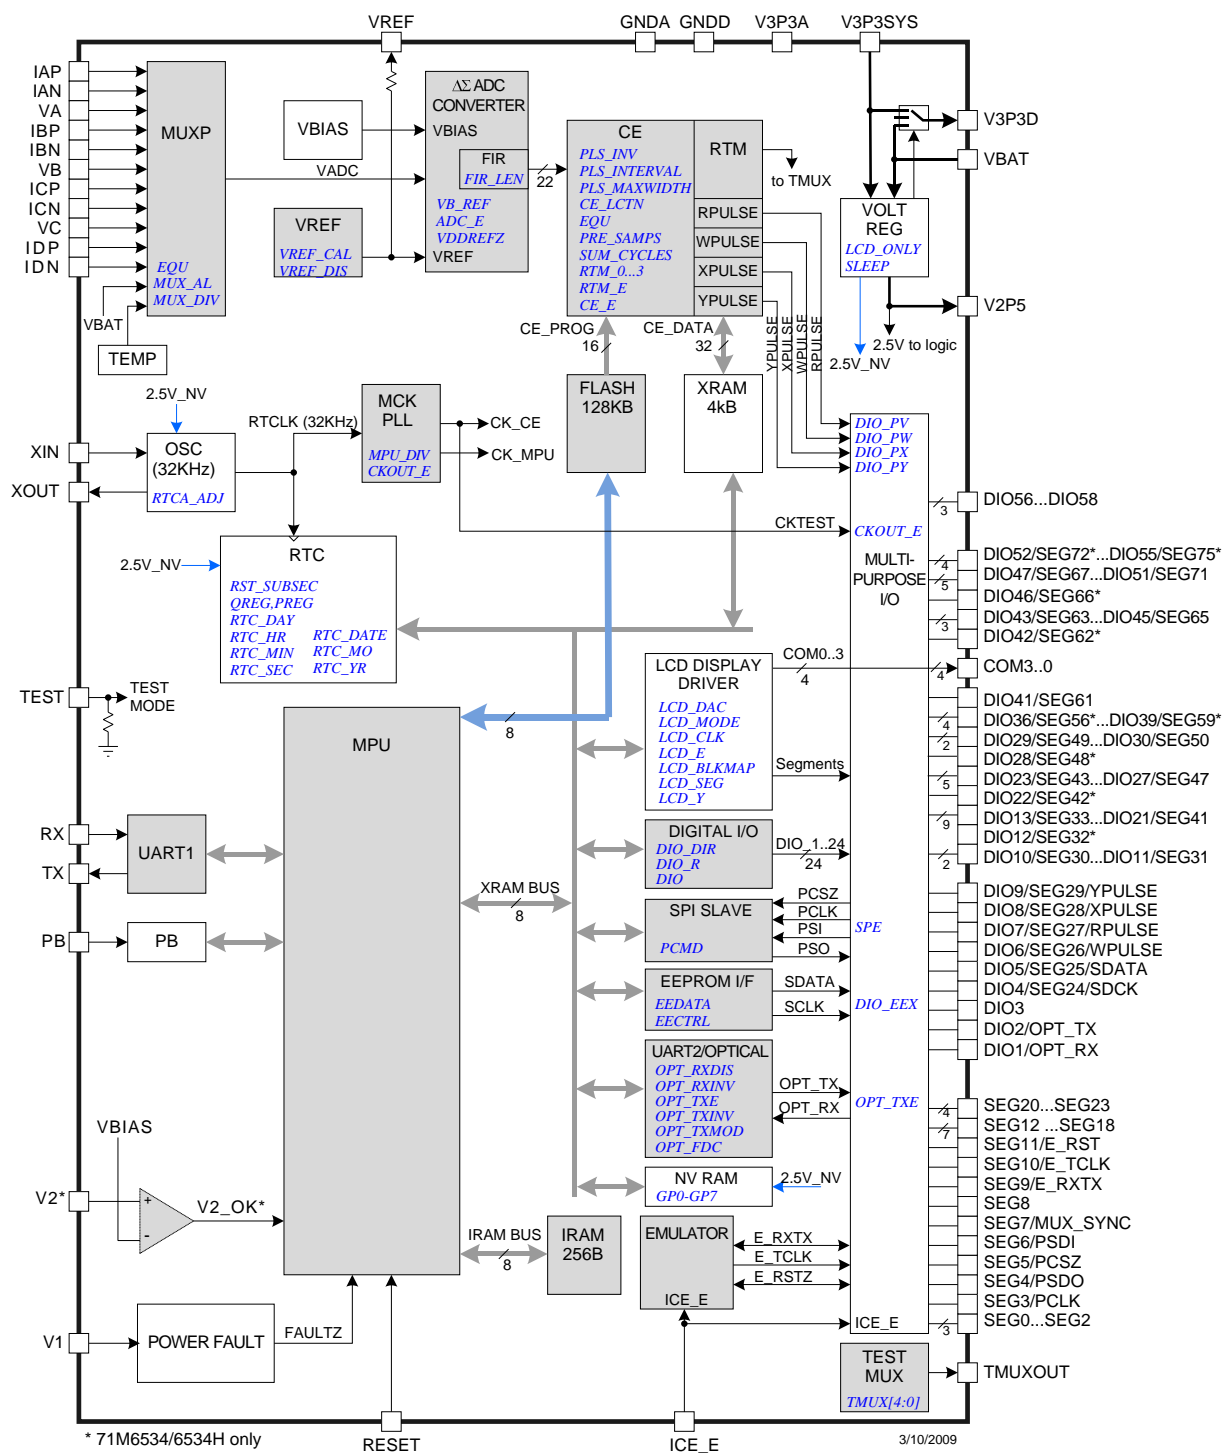 VREF
GNDA GNDD
V3P3A
V3P3SYS
IAP
IAN
VA
IBP
IBN
VB
ICP
ICN
VC
IDP
IDN
MUXP
EQU
MUX_AL
MUX_DIV
VBAT
TEMP
VBIAS
VADC
VREF
VREF_CAL
VREF_DIS
ΔΣ ADC
CONVERTER
VBIAS
FIR
FIR_LEN
VB_REF
ADC_E
VDDREFZ
VREF
22
CE
PLS_INV
PLS_INTERVAL
PLS_MAXWIDTH
CE_LCTN
EQU
PRE_SAMPS
SUM_CYCLES
RTM_0...3
RTM_E
CE_E
RTM
to TMUX
RPULSE
WPULSE
XPULSE
YPULSE
YPULSE
XPULSE
WPULSE
RPULSE
V3P3D
VBAT
VOLT
REG
LCD_ONLY
SLEEP
V2P5
2.5V to logic
2.5V_NV
CE_PROG
16
CE_DATA
32
FLASH
128KB
XRAM
4kB
2.5V_NV
XIN
XOUT
OSC
(32KHz)
RTCA_ADJ
RTCLK (32KHz)
MCK
PLL
MPU_DIV
CKOUT_E
CK_CE
CK_MPU
CKTEST
2.5V_NV
RTC
RST_SUBSEC
QREG,PREG
RTC_DAY
RTC_HR
RTC_MIN
RTC_SEC
RTC_DATE
RTC_MO
RTC_YR
DIO_PV
DIO_PW
DIO_PX
DIO_PY
CKOUT_E
MULTI-
PURPOSE
I/O
SPE
DIO_EEX
OPT_TXE
ICE_E
TEST
TEST
MODE
MPU
8
LCD DISPLAY
DRIVER
LCD_DAC
LCD_MODE
LCD_CLK
LCD_E
LCD_BLKMAP
LCD_SEG
LCD_Y
COM0..3
4
Segments
RX
TX
UART1
PB
PB
XRAM BUS
8
DIGITAL I/O
DIO_DIR
DIO_R
DIO
DIO_1..24
24
SPI SLAVE
PCMD
PCSZ
PCLK
PSI
PSO
EEPROM I/F
EEDATA
EECTRL
SDATA
SCLK
UART2/OPTICAL
OPT_RXDIS
OPT_RXINV
OPT_TXE
OPT_TXINV
OPT_TXMOD
OPT_FDC
OPT_TX
OPT_RX
NV RAM
GP0-GP7
2.5V_NV
VBIAS
V2*
+
-
V2_OK*
IRAM BUS
8
IRAM
256B
EMULATOR
ICE_E
E_RXTX
E_TCLK
E_RSTZ
V1
POWER FAULT
FAULTZ
TEST
MUX
TMUX[4:0]
3
DIO56...DIO58
4
DIO52/SEG72*...DIO55/SEG75*
5
DIO47/SEG67...DIO51/SEG71
DIO46/SEG66*
3
DIO43/SEG63...DIO45/SEG65
DIO42/SEG62*
4
COM3..0
DIO41/SEG61
4
DIO36/SEG56*...DIO39/SEG59*
2
DIO29/SEG49...DIO30/SEG50
DIO28/SEG48*
5
DIO23/SEG43...DIO27/SEG47
DIO22/SEG42*
9
DIO13/SEG33...DIO21/SEG41
DIO12/SEG32*
2
DIO10/SEG30...DIO11/SEG31
DIO9/SEG29/YPULSE
DIO8/SEG28/XPULSE
DIO7/SEG27/RPULSE
DIO6/SEG26/WPULSE
DIO5/SEG25/SDATA
DIO4/SEG24/SDCK
DIO3
DIO2/OPT_TX
DIO1/OPT_RX
4
SEG20...SEG23
7
SEG12 ...SEG18
SEG11/E_RST
SEG10/E_TCLK
SEG9/E_RXTX
SEG8
SEG7/MUX_SYNC
SEG6/PSDI
SEG5/PCSZ
SEG4/PSDO
SEG3/PCLK
3
SEG0...SEG2
TMUXOUT
* 71M6534/6534H only
RESET
ICE_E
3/10/2009